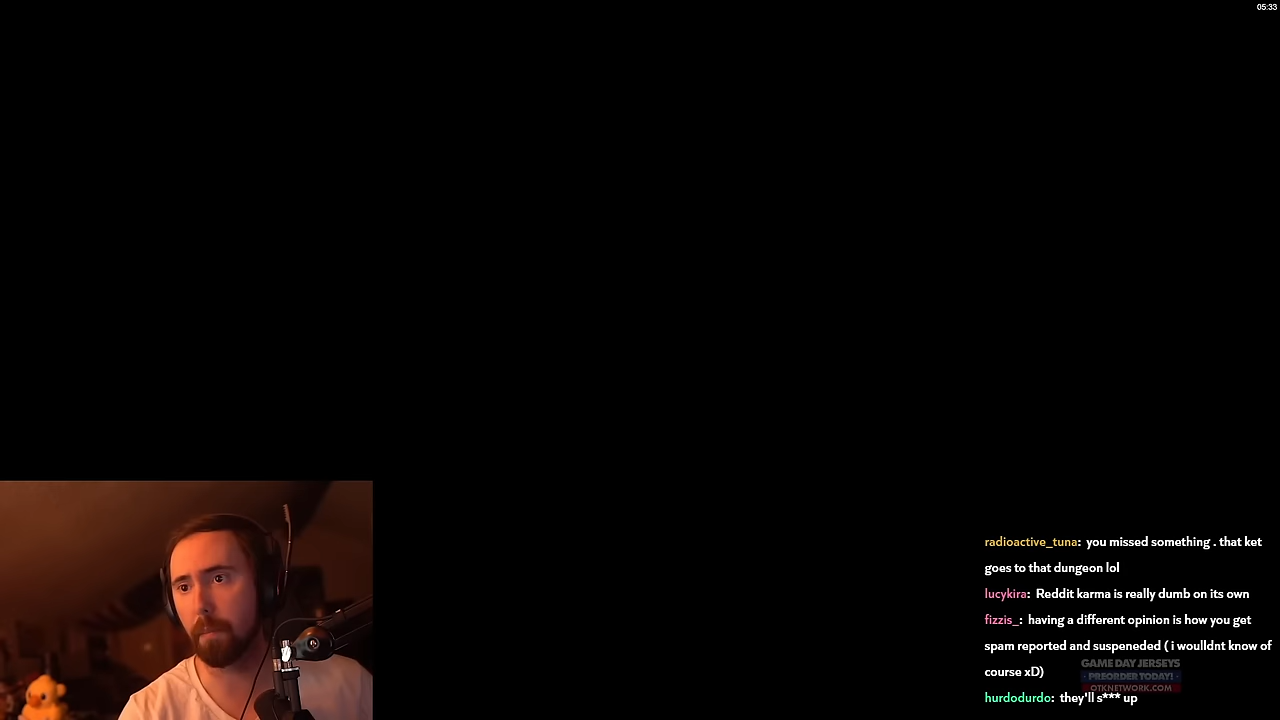 05:33
radioactive_tuna: you missed something . that ket
goes to that dungeon lol
lucykira: Reddit karma is really dumb on its own
fizzis_: having a different opinion is how you get
spam reported and suspeneded ( i woulldnt know of
course xD)
GAME DAY JERSEYS
PREORDER TODAY!
OTKNETWORK.COM
hurdodurdo: they'll s*** up